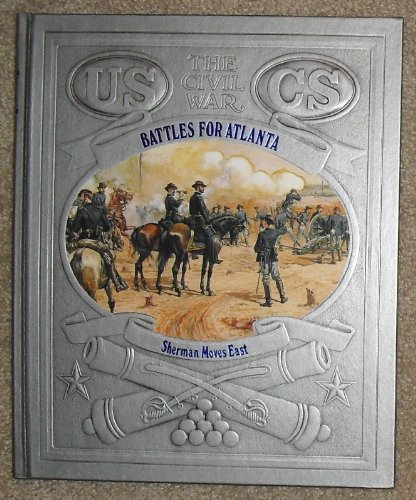 US
THE
CIVIL
WAR
CS
BATTLES FOR ATLANTA
Sherman Moves East